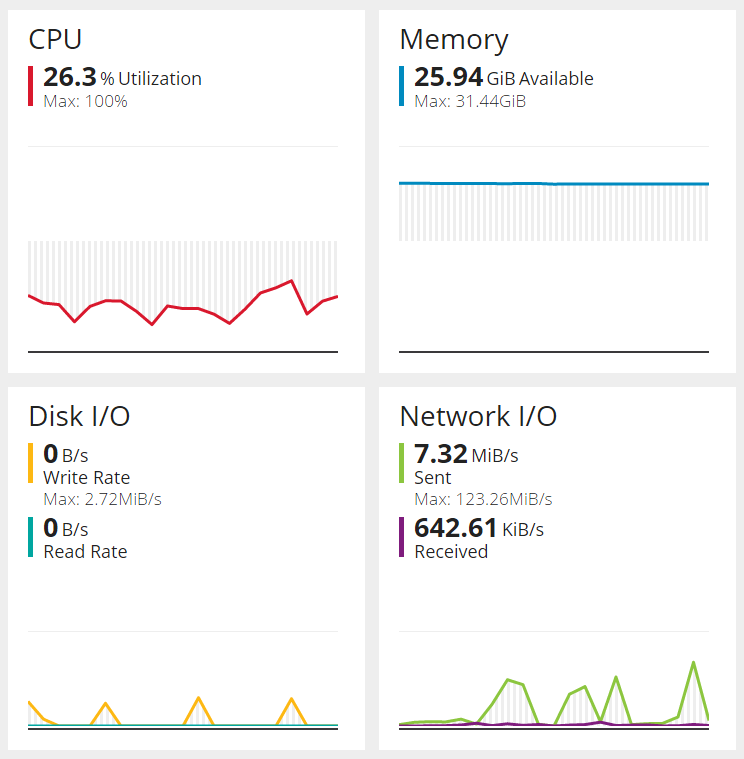 CPU
26.3 % Utilization
Max: 100%
Memory
25.94 GiB Available
Max: 31.44GiB
Disk I/O
0 B/s
Write Rate
Max: 2.72MiB/s
0 B/s
Read Rate
Network I/O
7.32 MiB/s
Sent
Max: 123.26MiB/s
642.61 KiB/s
Received